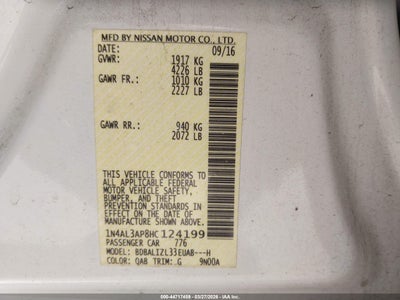 MFD BY NISSAN MOTOR CO., LTD.
DATE: 09/16
GVWR: 1917 KG
4226 LB
GAWR FR: 1010 KG
2227 LB
GAWR RR: 940 KG
2072 LB
THIS VEHICLE CONFORMS TO
ALL APPLICABLE FEDERAL
MOTOR VEHICLE SAFETY,
BUMPER, AND THEFT
PREVENTION STANDARDS IN
EFFECT ON THE DATE OF
MANUFACTURE SHOWN ABOVE.
1N4AL3AP8HC124199
PASSENGER CAR 776
MODEL: BDBALIZL33EUAB---H
COLOR: QAB TRIM: G 9N00A
000-44717459 - 03/27/2026 - IAA Inc.